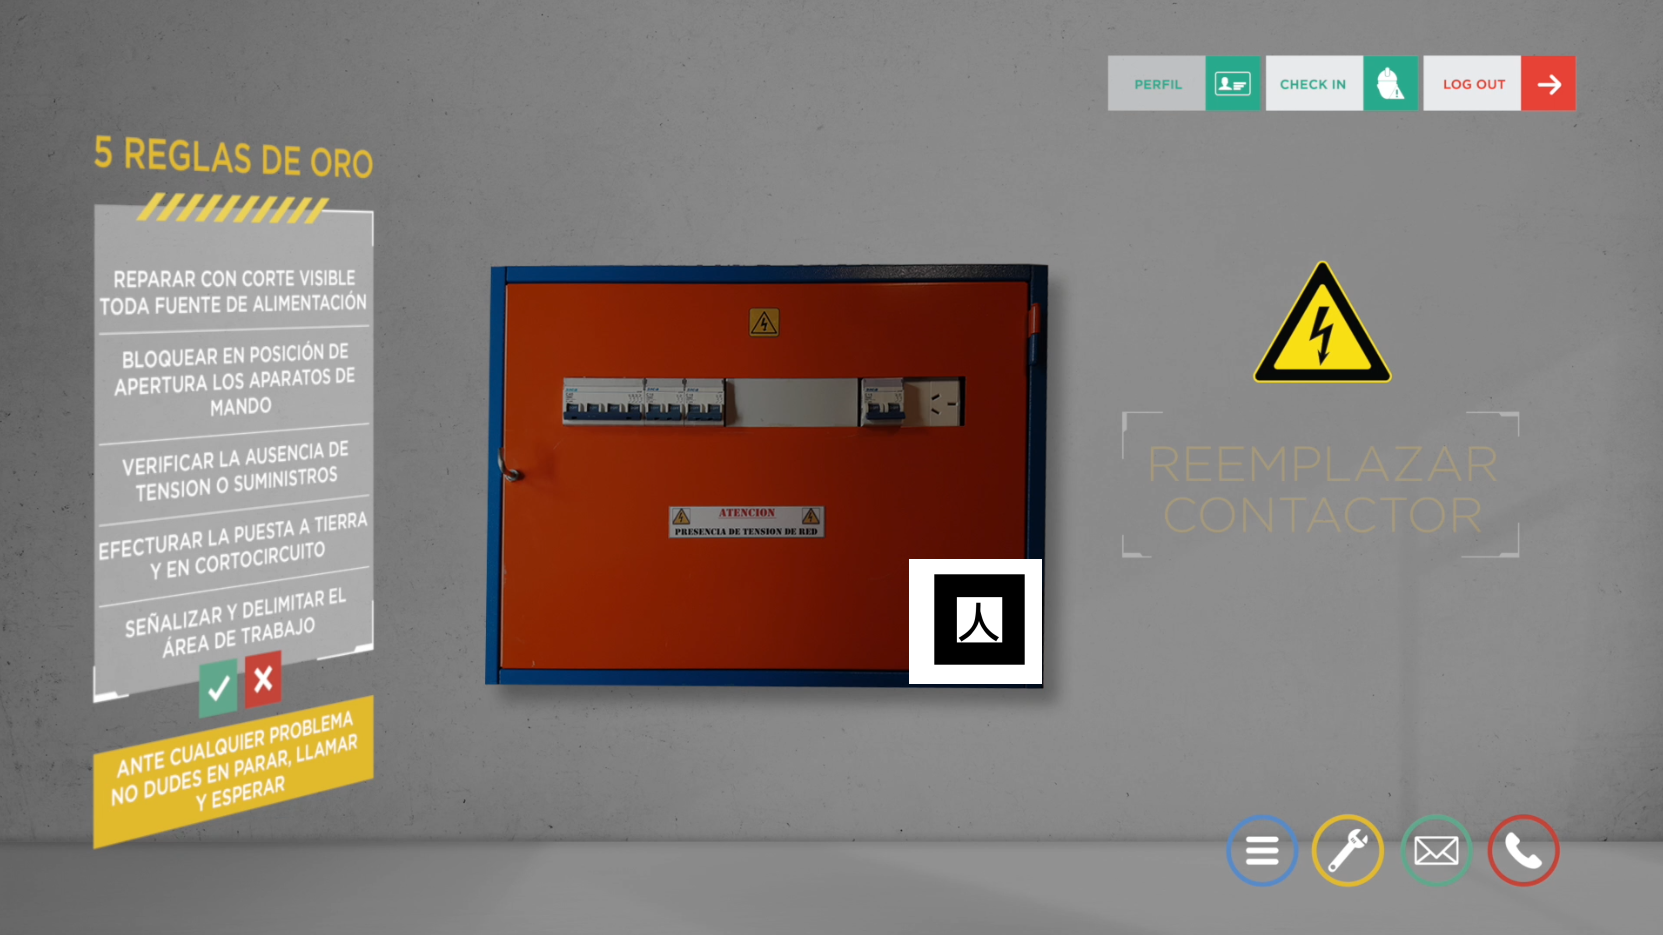 PERFIL
CHECK IN
LOG OUT
5 REGLAS DE ORO
REPARAR CON CORTE VISIBLE
TODA FUENTE DE ALIMENTACIÓN
BLOQUEAR EN POSICIÓN DE
APERTURA LOS APARATOS DE
MANDO
VERIFICAR LA AUSENCIA DE
TENSION O SUMINISTROS
EFECTURAR LA PUESTA A TIERRA
Y EN CORTOCIRCUITO
SEÑALIZAR Y DELIMITAR EL
ÁREA DE TRABAJO
ANTE CUALQUIER PROBLEMA
NO DUDES EN PARAR, LLAMAR
Y ESPERAR
ATENCION
PRESENCIA DE TENSION DE RED
人
REEMPLAZAR
CONTACTOR